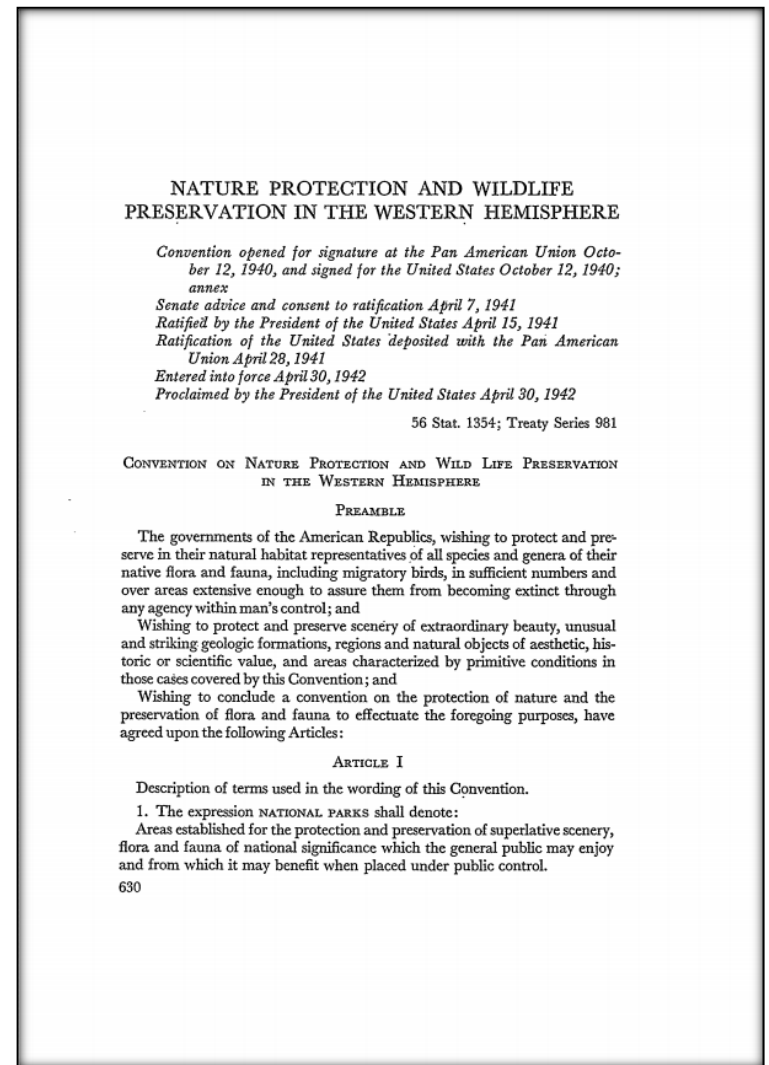 NATURE PROTECTION AND WILDLIFE
PRESERVATION IN THE WESTERN HEMISPHERE
Convention opened for signature at the Pan American Union Octo-
ber 12, 1940, and signed for the United States October 12, 1940;
annex
Senate advice and consent to ratification April 7, 1941
Ratified by the President of the United States April 15, 1941
Ratification of the United States deposited with the Pan American
Union April 28, 1941
Entered into force April 30, 1942
Proclaimed by the President of the United States April 30, 1942
56 Stat. 1354; Treaty Series 981
CONVENTION ON NATURE PROTECTION AND WILD LIFE PRESERVATION
IN THE WESTERN HEMISPHERE
PREAMBLE
The governments of the American Republics, wishing to protect and pre-
serve in their natural habitat representatives of all species and genera of their
native flora and fauna, including migratory birds, in sufficient numbers and
over areas extensive enough to assure them from becoming extinct through
any agency within man's control; and
Wishing to protect and preserve scenery of extraordinary beauty, unusual
and striking geologic formations, regions and natural objects of aesthetic, his-
toric or scientific value, and areas characterized by primitive conditions in
those cases covered by this Convention; and
Wishing to conclude a convention on the protection of nature and the
preservation of flora and fauna to effectuate the foregoing purposes, have
agreed upon the following Articles:
ARTICLE I
Description of terms used in the wording of this Convention.
1. The expression NATIONAL PARKS shall denote:
Areas established for the protection and preservation of superlative scenery,
flora and fauna of national significance which the general public may enjoy
and from which it may benefit when placed under public control.
630